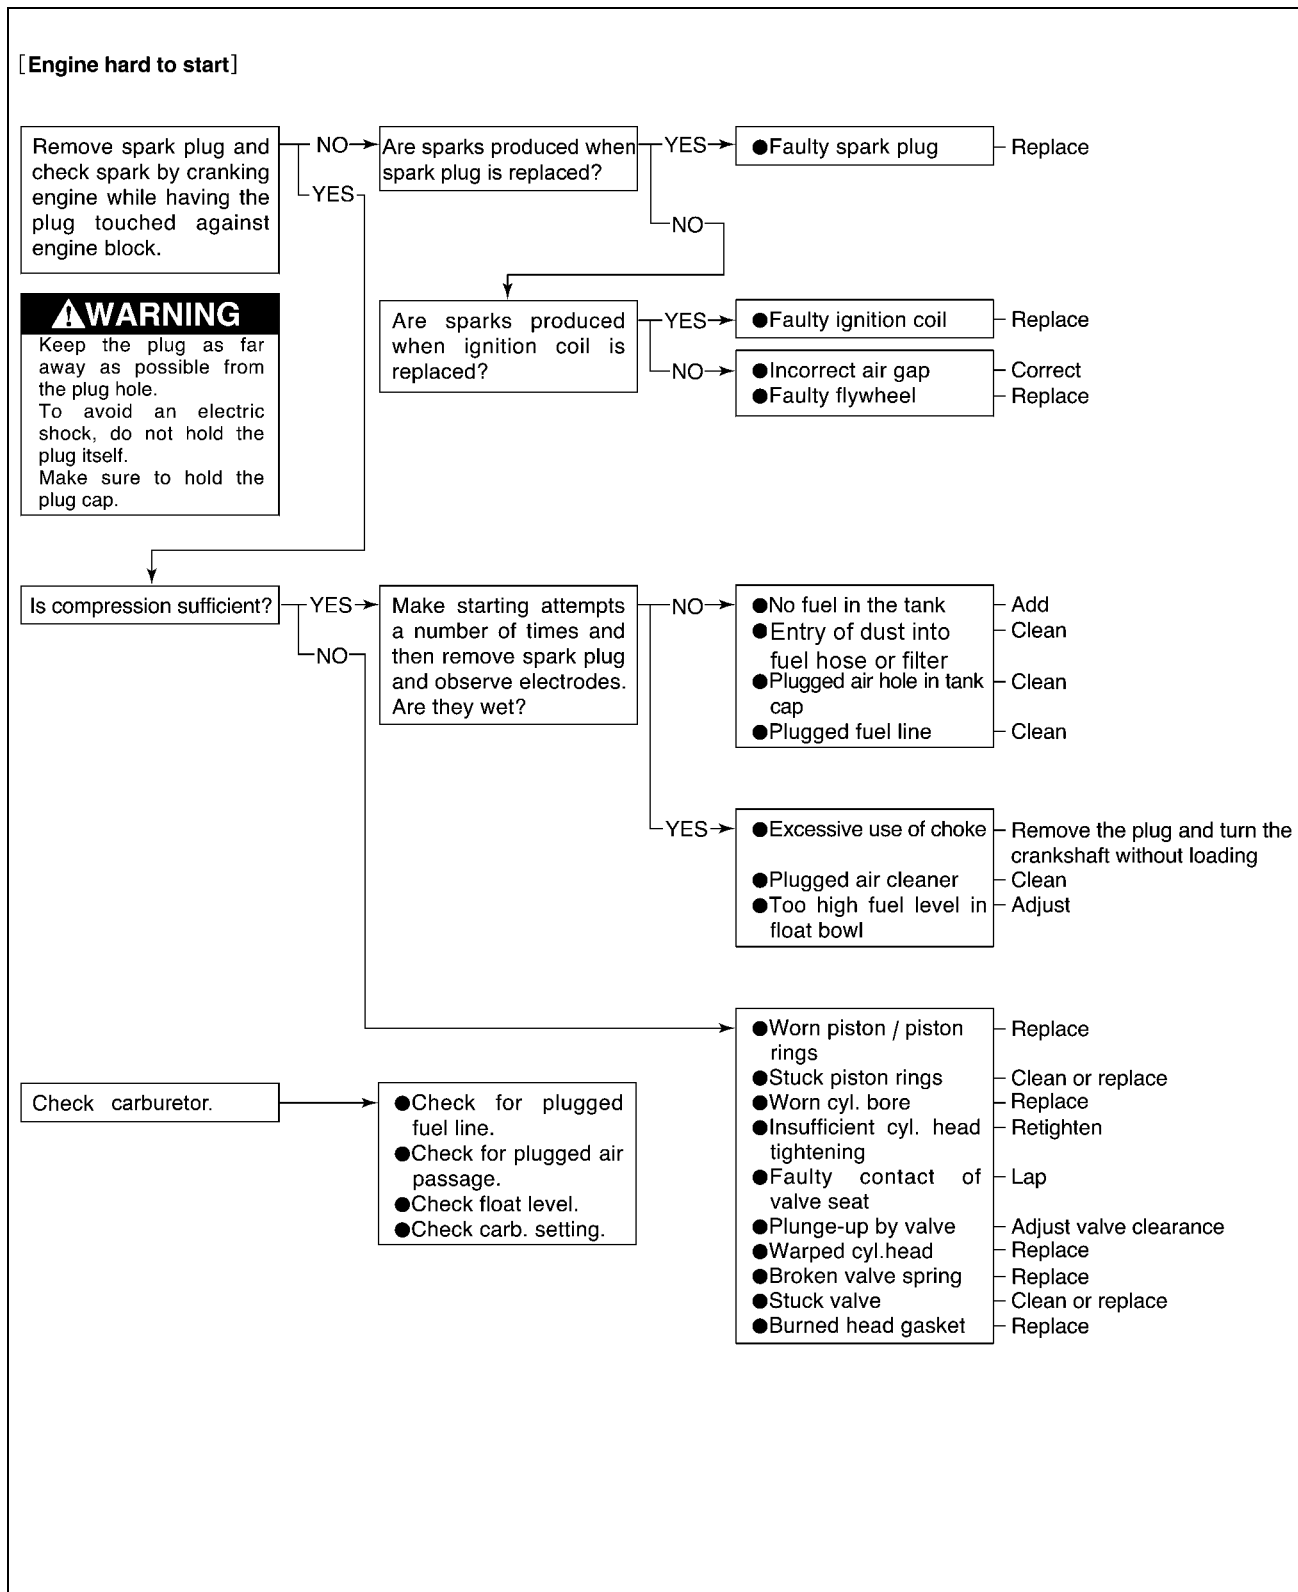 [Engine hard to start]
Remove spark plug and
check spark by cranking
engine while having the
plug touched against
engine block.
NO
YES
Are sparks produced when
spark plug is replaced?
YES
NO
●Faulty spark plug
Replace
WARNING
Keep the plug as far
away as possible from
the plug hole.
To avoid an electric
shock, do not hold the
plug itself.
Make sure to hold the
plug cap.
Are sparks produced
when ignition coil is
replaced?
YES
●Faulty ignition coil
Replace
NO
●Incorrect air gap
Correct
●Faulty flywheel
Replace
Is compression sufficient?
YES
NO
Make starting attempts
a number of times and
then remove spark plug
and observe electrodes.
Are they wet?
NO
●No fuel in the tank
Add
●Entry of dust into
fuel hose or filter
Clean
●Plugged air hole in tank
cap
Clean
●Plugged fuel line
Clean
YES
●Excessive use of choke
Remove the plug and turn the
crankshaft without loading
●Plugged air cleaner
Clean
●Too high fuel level in
float bowl
Adjust
●Worn piston / piston
rings
Replace
●Stuck piston rings
Clean or replace
●Worn cyl. bore
Replace
●Insufficient cyl. head
tightening
Retighten
●Faulty contact of
valve seat
Lap
●Plunge-up by valve
Adjust valve clearance
●Warped cyl.head
Replace
●Broken valve spring
Replace
●Stuck valve
Clean or replace
●Burned head gasket
Replace
Check carburetor.
●Check for plugged
fuel line.
●Check for plugged air
passage.
●Check float level.
●Check carb. setting.